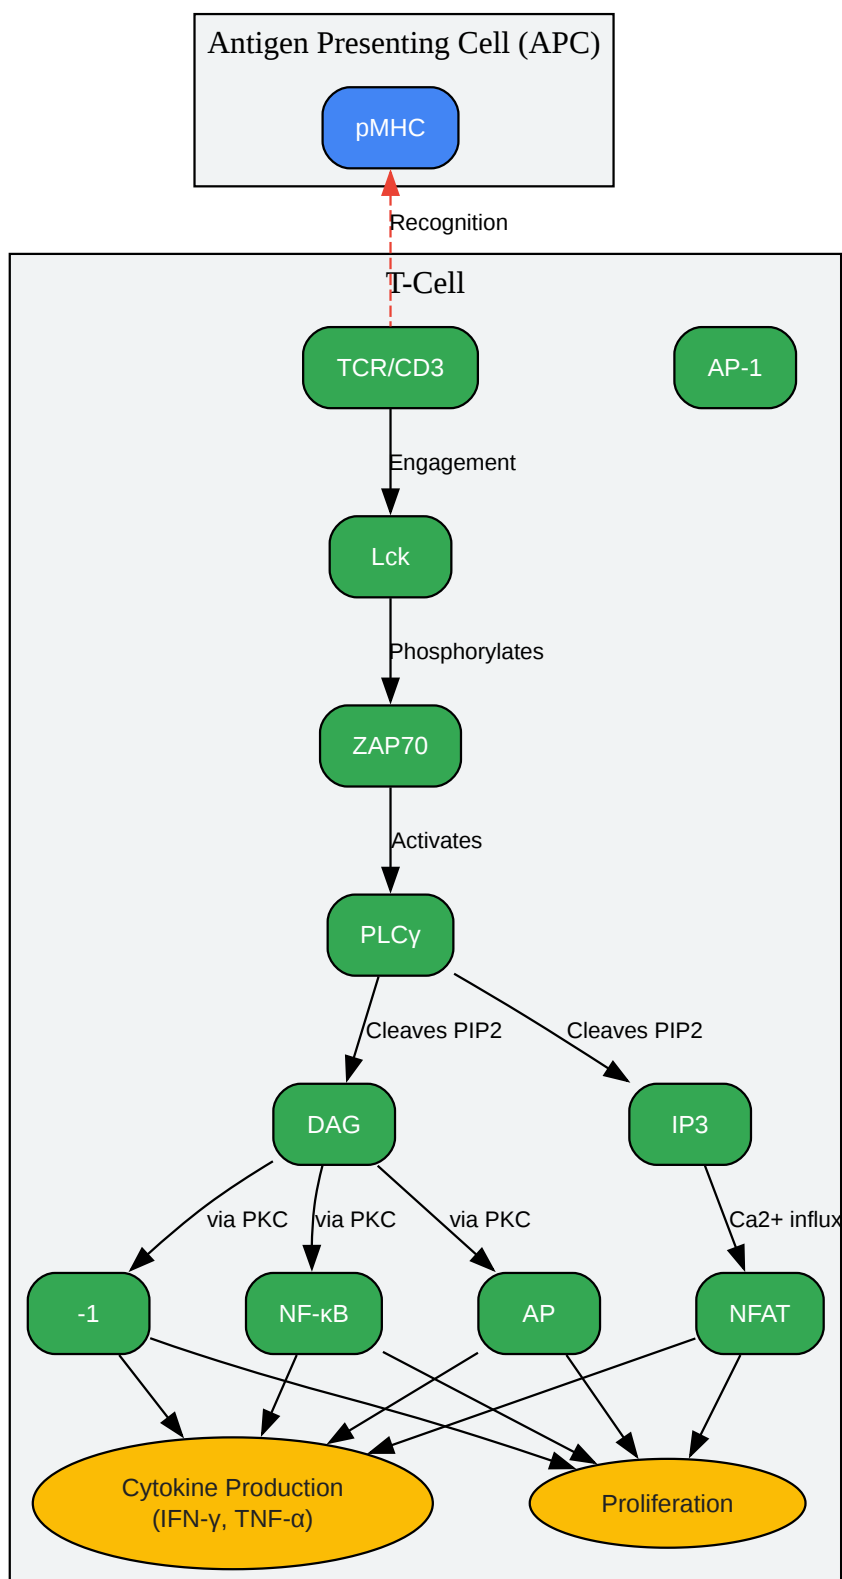 Antigen Presenting Cell (APC)
pMHC
Recognition
T-Cell
TCR/CD3
AP-1
Engagement
Lck
Phosphorylates
ZAP70
Activates
PLCγ
Cleaves PIP2
Cleaves PIP2
DAG
IP3
via PKC
via PKC
via PKC
Ca2+ influx
-1
NF-κB
AP
NFAT
Cytokine Production
(IFN-γ, TNF-α)
Proliferation